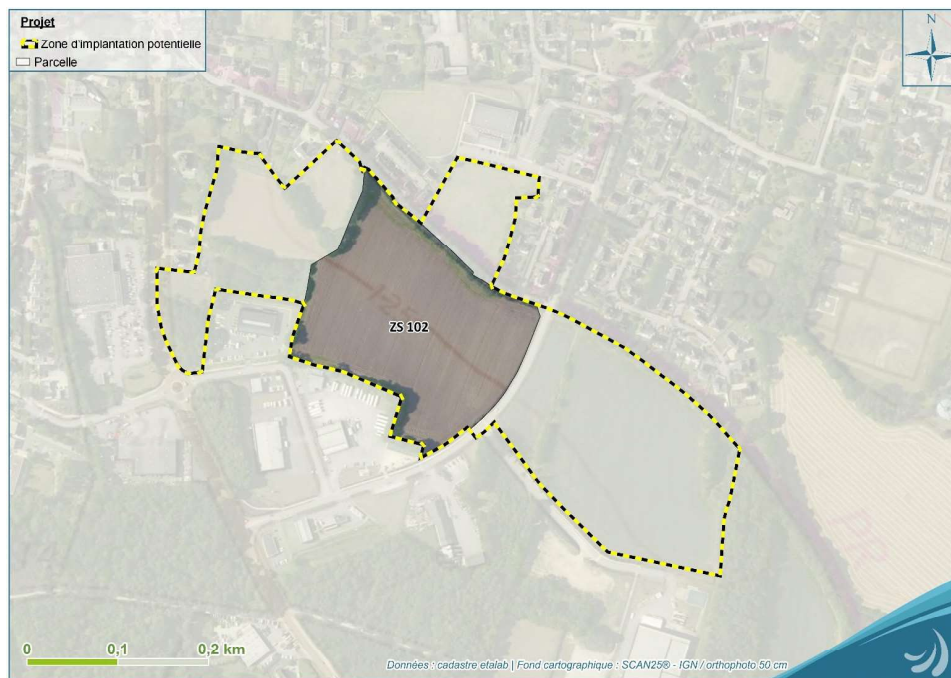 Projet
Zone d'implantation potentielle
Parcelle
N
ZS 102
0 0,1 0,2 km
Données : cadastre etalab | Fond cartographique : SCAN25® - IGN / orthophoto 50 cm